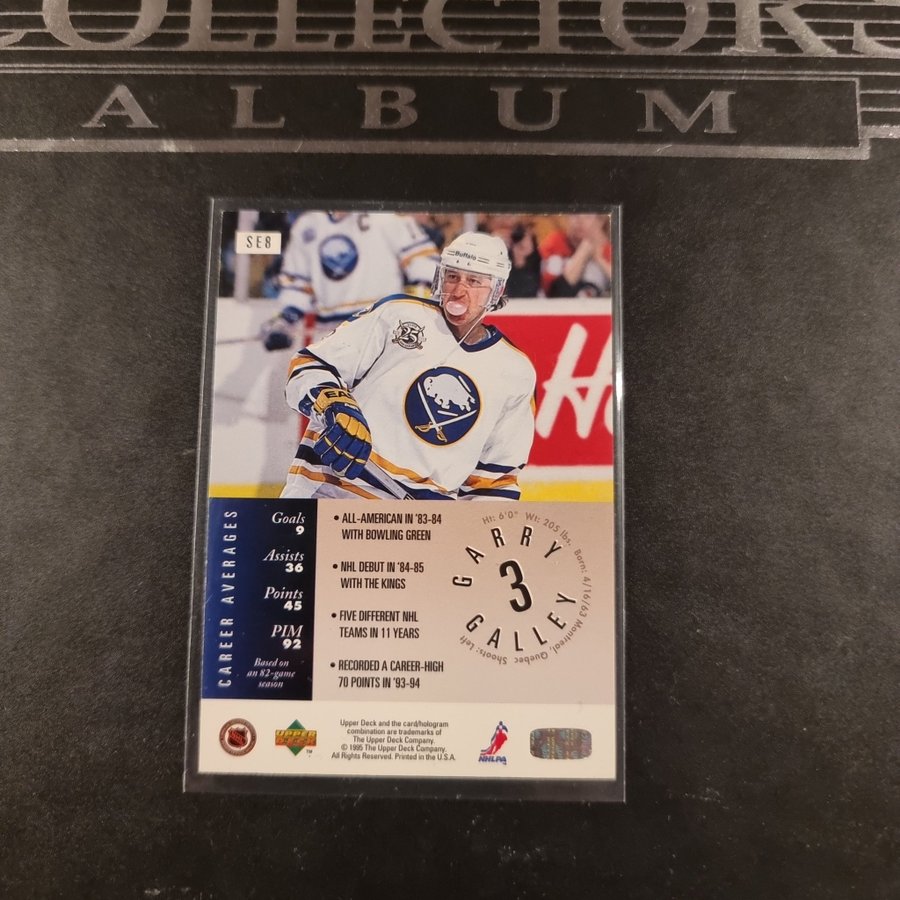 COLLECTOR'S
ALBUM
SE8
C
Buffalo
25
EA
H
CAREER AVERAGES
Goals
9
Assists
36
Points
45
PIM
92
Based on
an 82-game
season
• ALL-AMERICAN IN '83-84
WITH BOWLING GREEN
• NHL DEBUT IN '84-85
WITH THE KINGS
• FIVE DIFFERENT NHL
TEAMS IN 11 YEARS
• RECORDED A CAREER-HIGH
70 POINTS IN '93-94
Ht: 6'0" Wt: 205 lbs. Born: 4/16/63 Montreal, Quebec Shoots: Left
GARRY
3
GALLEY
UPPER
DECK
TM
Upper Deck and the card/hologram
combination are trademarks of
The Upper Deck Company.
© 1995 The Upper Deck Company.
All Rights Reserved. Printed in the U.S.A.
NHLPA